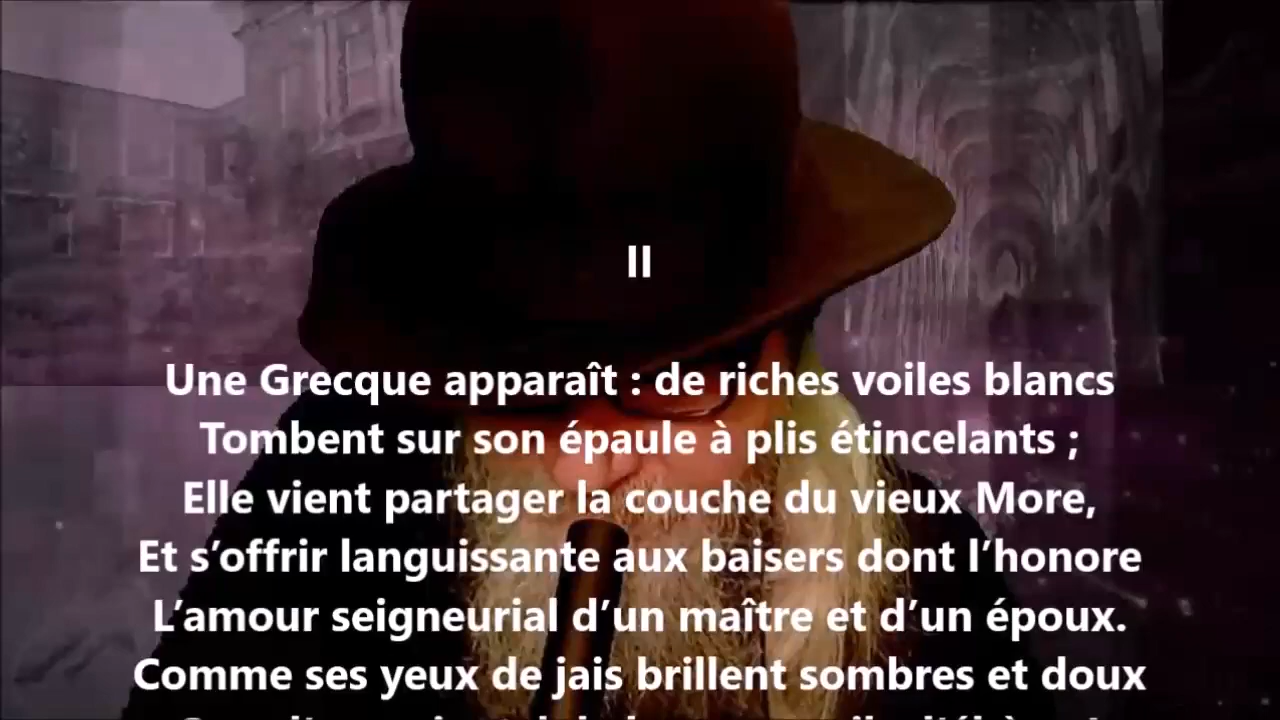 II
Une Grecque apparaît : de riches voiles blancs
Tombent sur son épaule à plis étincelants ;
Elle vient partager la couche du vieux More,
Et s’offrir languissante aux baisers dont l’honore
L’amour seigneurial d’un maître et d’un époux.
Comme ses yeux de jais brillent sombres et doux